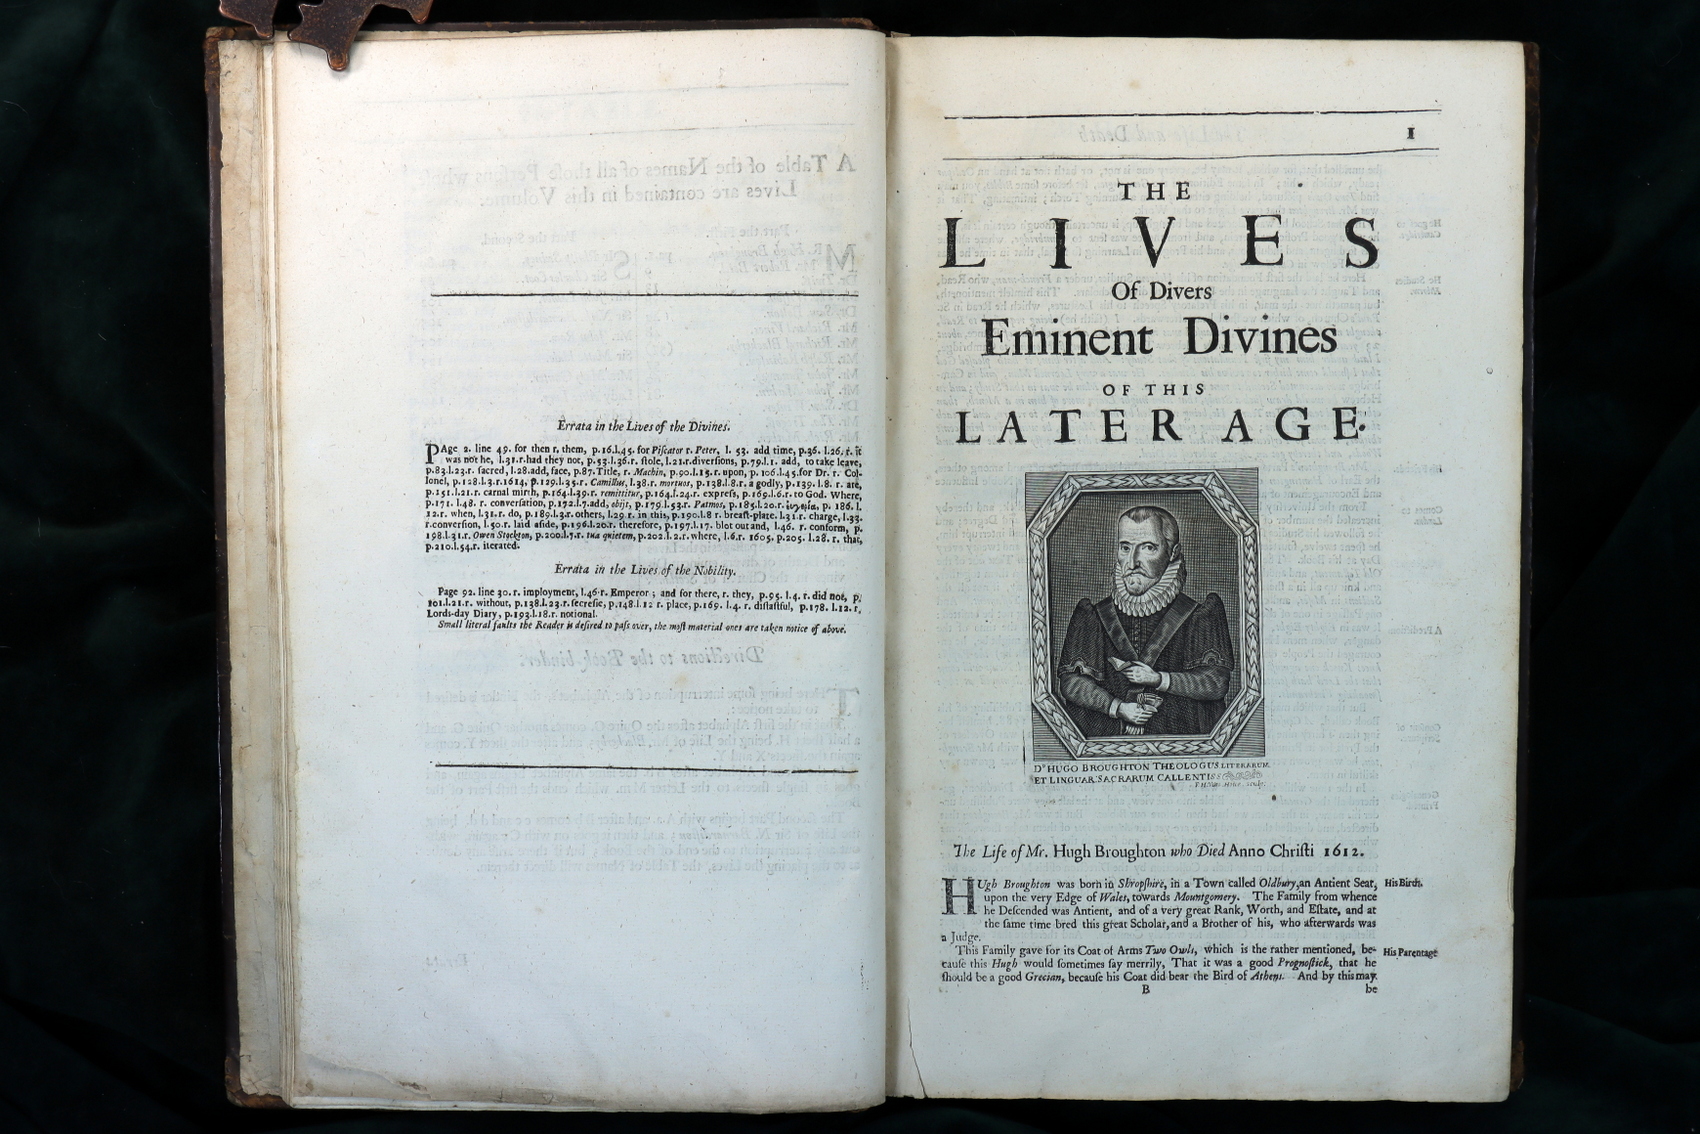 Errata in the Lives of the Divines.
PAge 2. line 49. for then r. them, p.16.l.45. for Piſcator r. Peter, l. 53. add time, p.36. l.26. r. it
was not he, l.31.r.had they not, p.53.l.36.r. ſtole, l.21.r.diverſions, p.79.l.1. add, to take leave,
p.83.l.23.r. ſacred, l.28.add, face, p.87.Title, r. Machin, p.90.l.15.r. upon, p.106.l.45.for Dr. r. Col-
lonel, p.128.l.3.r.1614, p.129.l.35.r. Camillus, l.38.r. mortuos, p.138.l.8.r. a godly, p.139. l.8. r. are,
p.151.l.21.r. carnal mirth, p.164.l.39.r. remittitur, p.164.l.24.r. expreſs, p.169.l.6.r. to God. Where,
p.171. l.48. r. converſation, p.172.l.7.add, obijt, p.179.l.53.r. Patmos, p.185.l.20.r. p. 186. l.
12.r. when, l.31.r. do, p.189.l.3.r. others, l.29 r. in this, p.190.l.8 r. breaſt-plate. l.31.r. charge, l.33.
r.converſion, l.50.r. laid aſide, p.196.l.20.r. therefore, p.197.l.17. blot out and, l.46. r. conform, p.
198.l.31.r. Owen Stockton, p.200.l.7.r. tua quietem, p.202.l.2.r. where, l.6.r. 1605, p.205. l.28. r. that,
p.210.l.54.r. iterated.
Errata in the Lives of the Nobility.
Page 92. line 30. r. imployment, l.46.r. Emperor ; and for there, r. they, p.95. l.4. r. did not, p.
101.l.21.r. without, p.138.l.23.r.ſecreſie, p.148.l.12 r. place, p.169. l.4. r. diſtaſtful, p.178. l.12.r.
Lords-day Diary, p.193.l.18.r. notional.
Small literal faults the Reader is deſired to paſs over, the moſt material ones are taken notice of above.
1
THE
LIVES
Of Divers
Eminent Divines
OF THIS
LATER AGE.
Dr HUGO BROUGHTON THEOLOGUS LITERARUM
ET LINGUAR' SACRARUM CALLENTISS
The Life of Mr. Hugh Broughton who Died Anno Chriſti 1612.
HUgh Broughton was born in Shropſhire, in a Town called Oldbury, an Antient Seat, His Birth.
upon the very Edge of Wales, towards Mountgomery. The Family from whence
he Deſcended was Antient, and of a very great Rank, Worth, and Eſtate, and at
the ſame time bred this great Scholar, and a Brother of his, who afterwards was
a Judge.
This Family gave for its Coat of Arms Two Owls, which is the rather mentioned, be- His Parentage
cauſe this Hugh would ſometimes ſay merrily, That it was a good Prognoſtick, that he
ſhould be a good Grecian, becauſe his Coat did bear the Bird of Athens. And by this may
B be